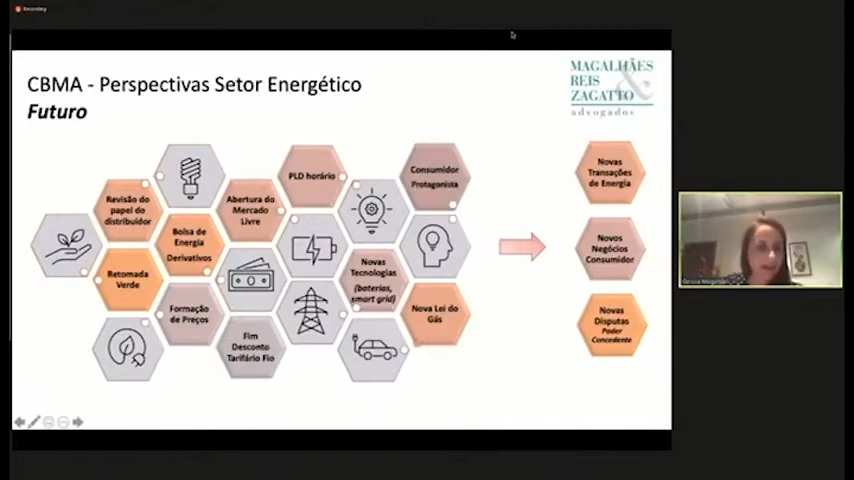 Recording
CBMA - Perspectivas Setor Energético
Futuro
MAGALHÃES
REIS
ZAGATTO
&
advogados
Revisão do
papel do
distribuidor
Bolsa de
Energia
Derivativos
Retomada
Verde
Formação
de Preços
Abertura do
Mercado
Livre
Fim
Desconto
Tarifário Fio
PLD horário
Novas
Tecnologias
(baterias,
smart grid)
Consumidor
Protagonista
Nova Lei do
Gás
Novas
Transações
de Energia
Novos
Negócios
Consumidor
Novas
Disputas
Poder
Concedente